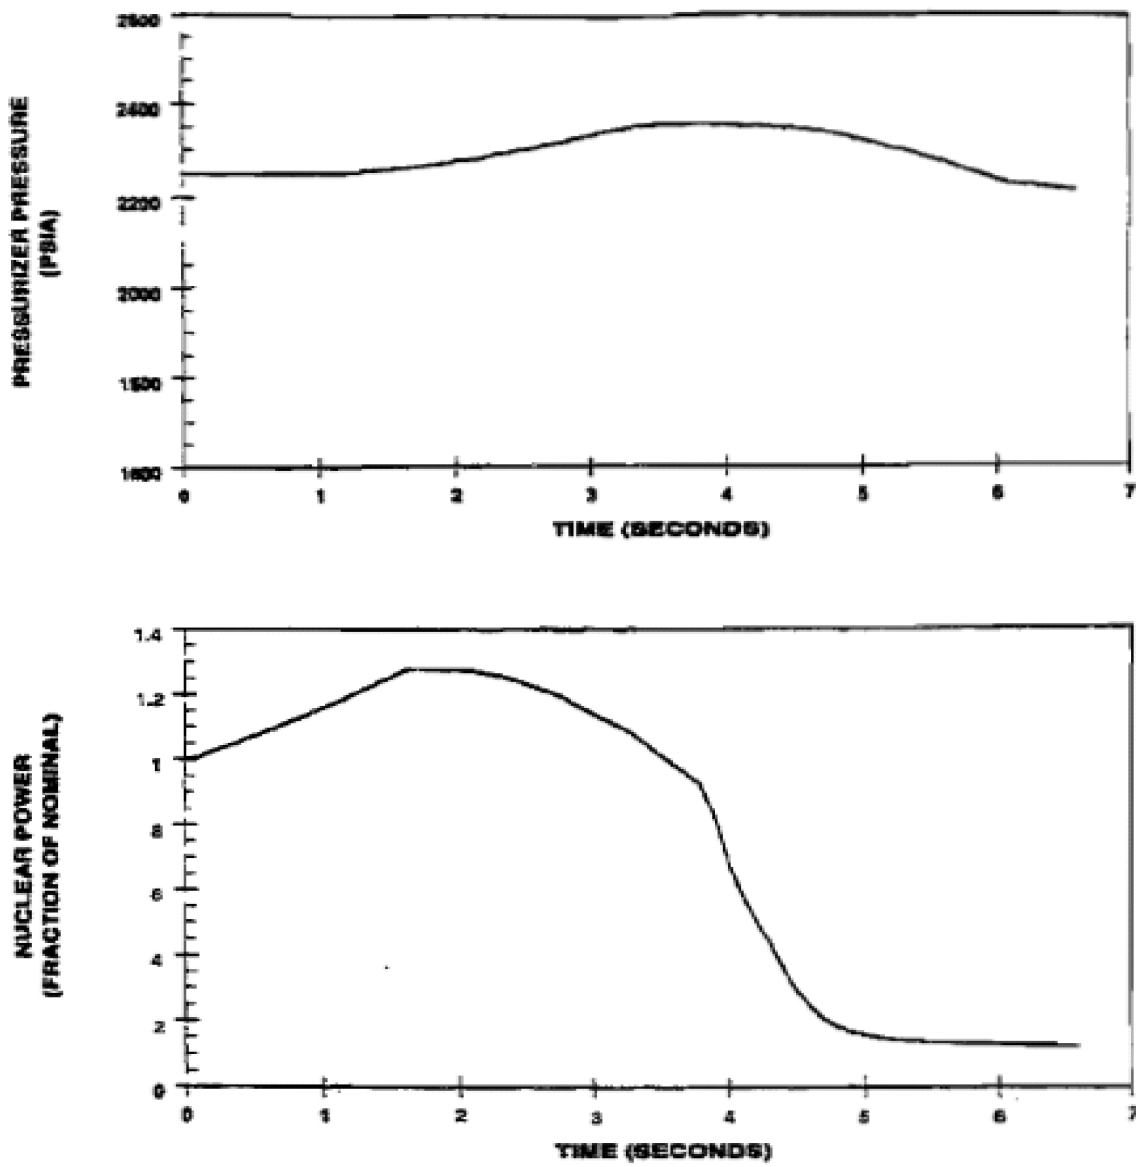 2600
2400
2200
2000
1800
1600
PRESSURIZER PRESSURE
(PSIA)
0 1 2 3 4 5 6 7
TIME (SECONDS)
1.4
1.2
1
.8
.6
.4
.2
0
NUCLEAR POWER
(FRACTION OF NOMINAL)
0 1 2 3 4 5 6 7
TIME (SECONDS)